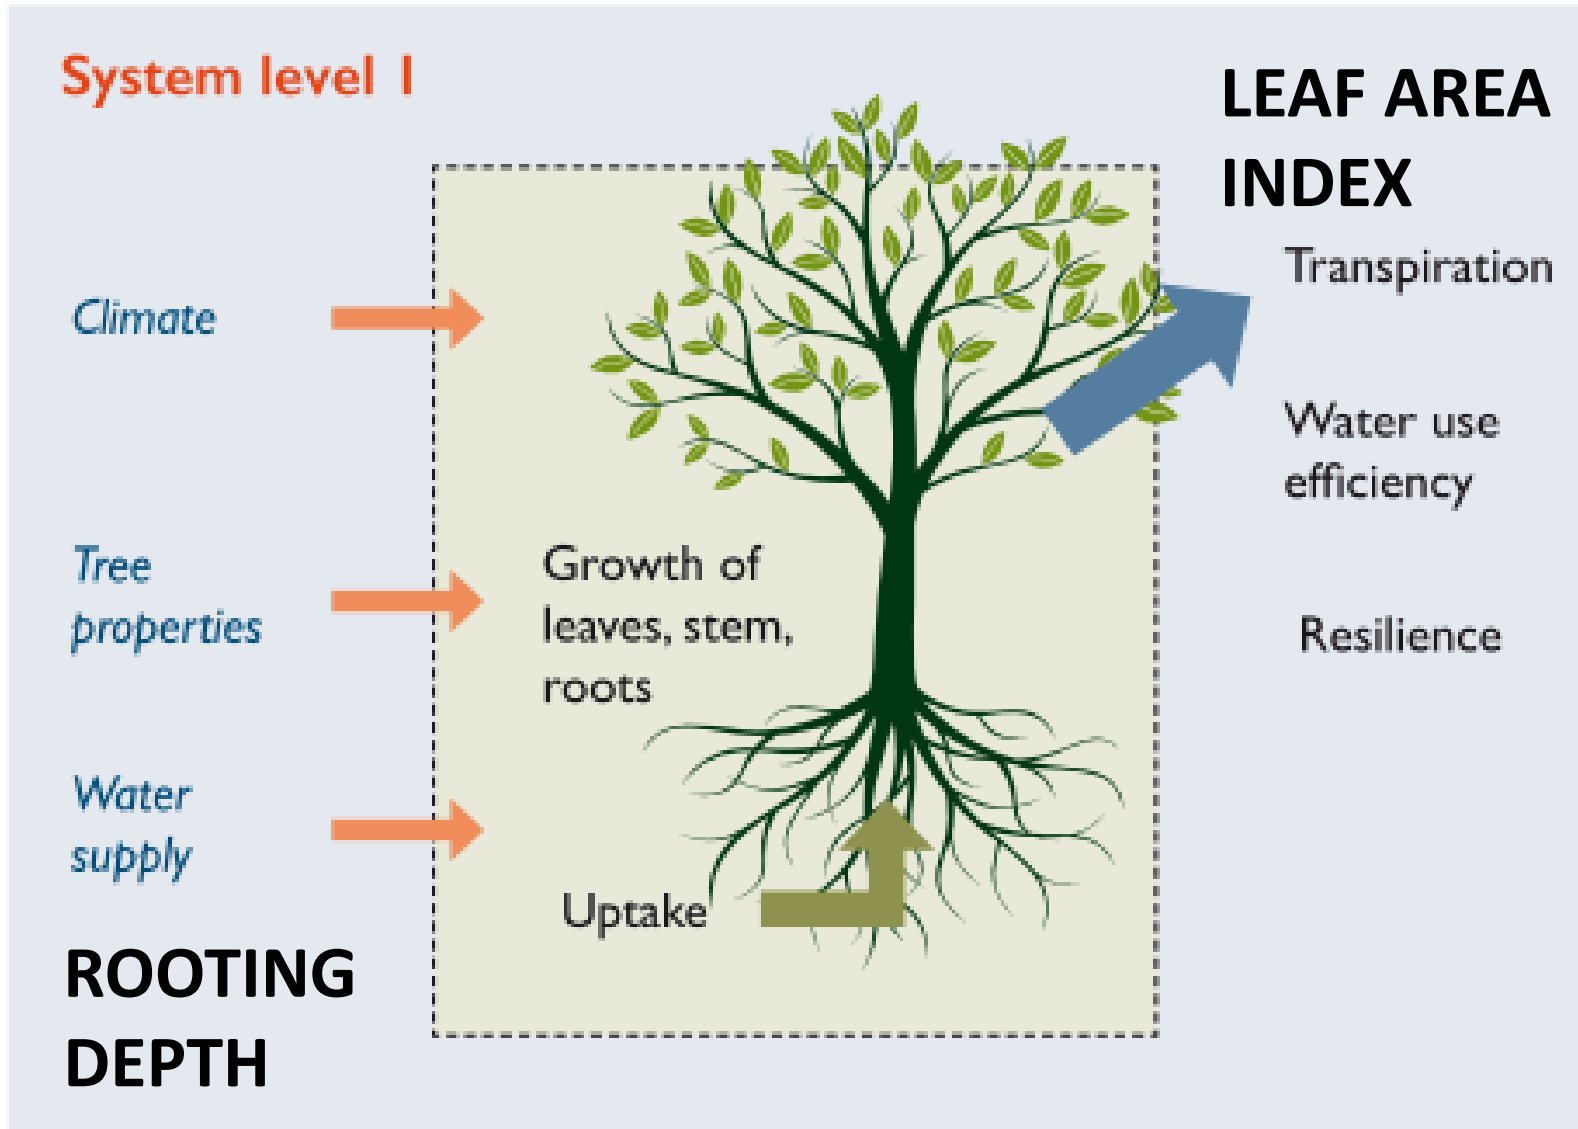 System level 1
LEAF AREA
INDEX
Transpiration
Climate
Water use
efficiency
Tree
properties
Growth of
leaves, stem,
roots
Resilience
Water
supply
Uptake
ROOTING
DEPTH